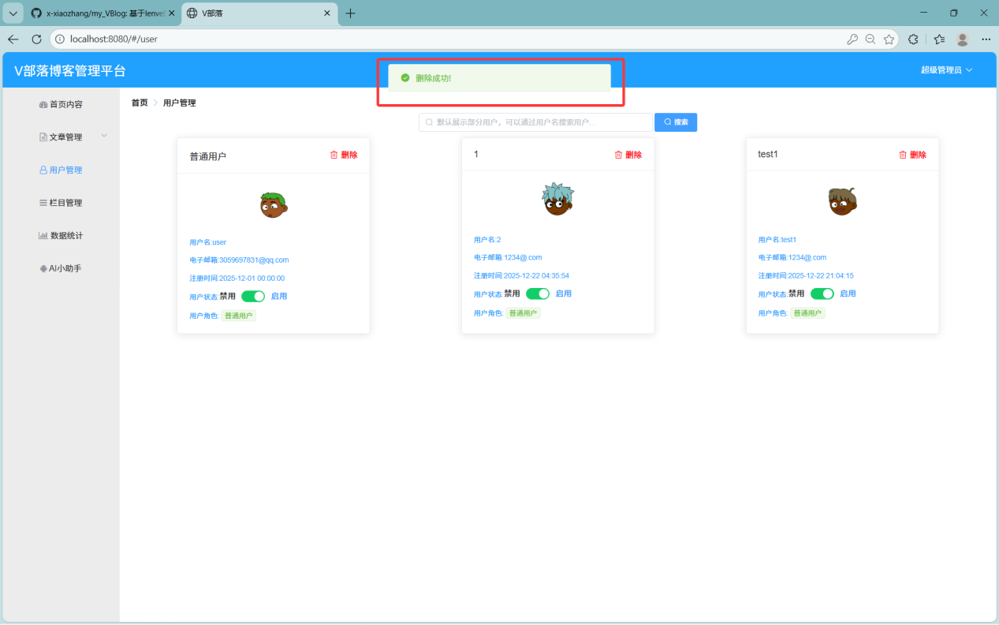 x-xiaozhang/my_VBlog: 基于lenve
V部落
localhost:8080/#/user
V部落博客管理平台
删除成功!
超级管理员
首页内容
文章管理
用户管理
栏目管理
数据统计
AI小助手
首页 > 用户管理
默认展示部分用户，可以通过用户名搜索用户...
搜索
普通用户 删除
用户名:user
电子邮箱:3059697831@qq.com
注册时间:2025-12-01 00:00:00
用户状态:禁用 启用
用户角色: 普通用户
1 删除
用户名:2
电子邮箱:1234@.com
注册时间:2025-12-22 04:35:54
用户状态:禁用 启用
用户角色: 普通用户
test1 删除
用户名:test1
电子邮箱:1234@.com
注册时间:2025-12-22 21:04:15
用户状态:禁用 启用
用户角色: 普通用户